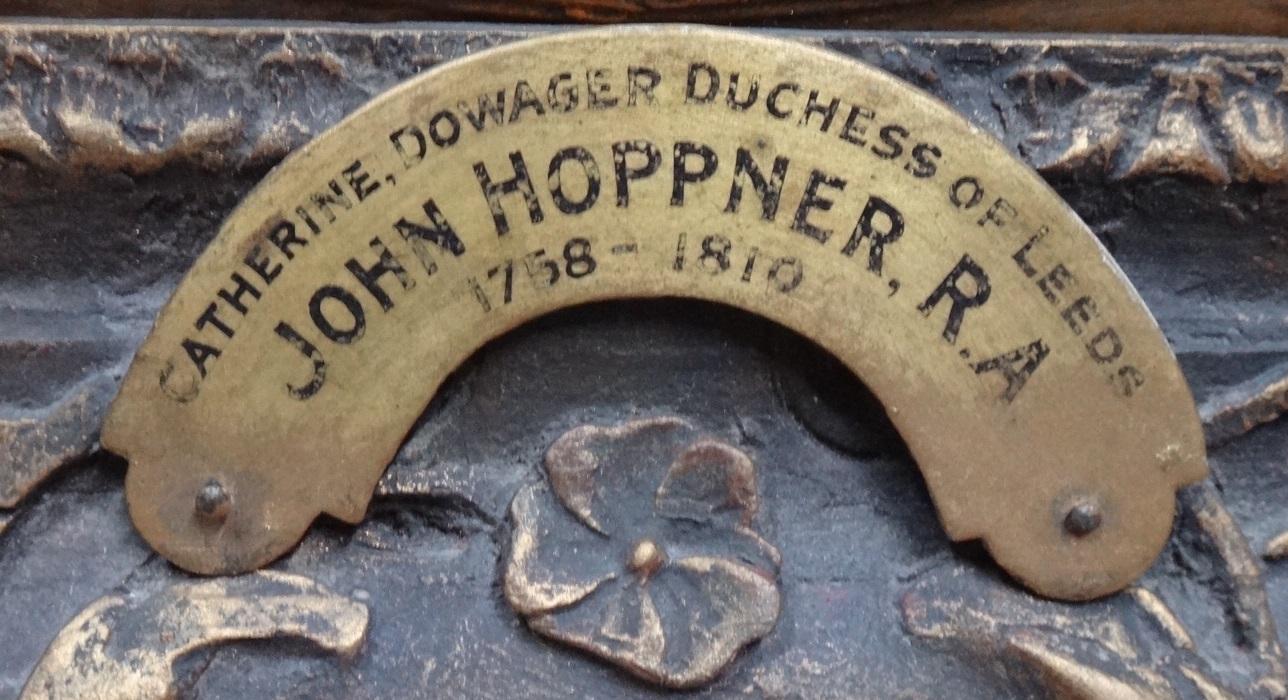 CATHERINE, DOWAGER DUCHESS OF LEEDS
JOHN HOPPNER, R.A
1758 - 1810